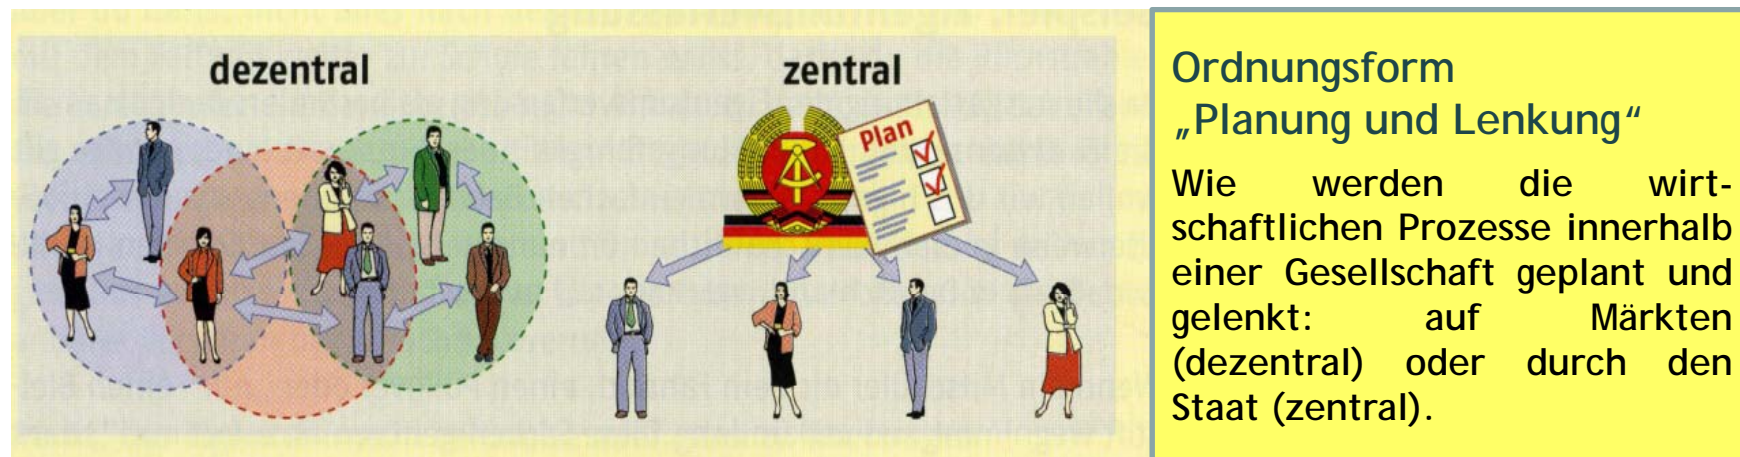 dezentral
zentral
Plan
Ordnungsform
„Planung und Lenkung“
Wie werden die wirt-
schaftlichen Prozesse innerhalb
einer Gesellschaft geplant und
gelenkt: auf Märkten
(dezentral) oder durch den
Staat (zentral).